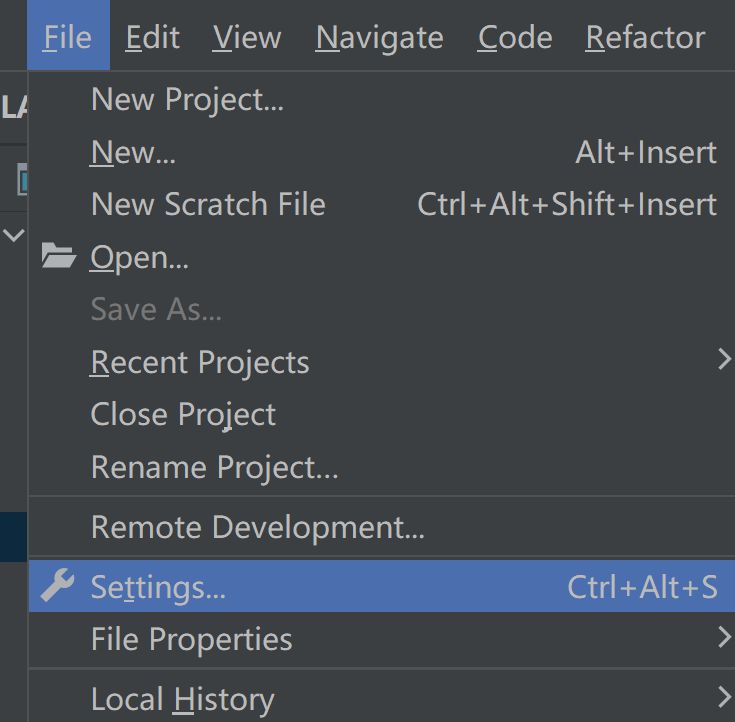 File Edit View Navigate Code Refactor
LA
New Project...
New... Alt+Insert
New Scratch File Ctrl+Alt+Shift+Insert
Open...
Save As...
Recent Projects
Close Project
Rename Project...
Remote Development...
Settings... Ctrl+Alt+S
File Properties
Local History